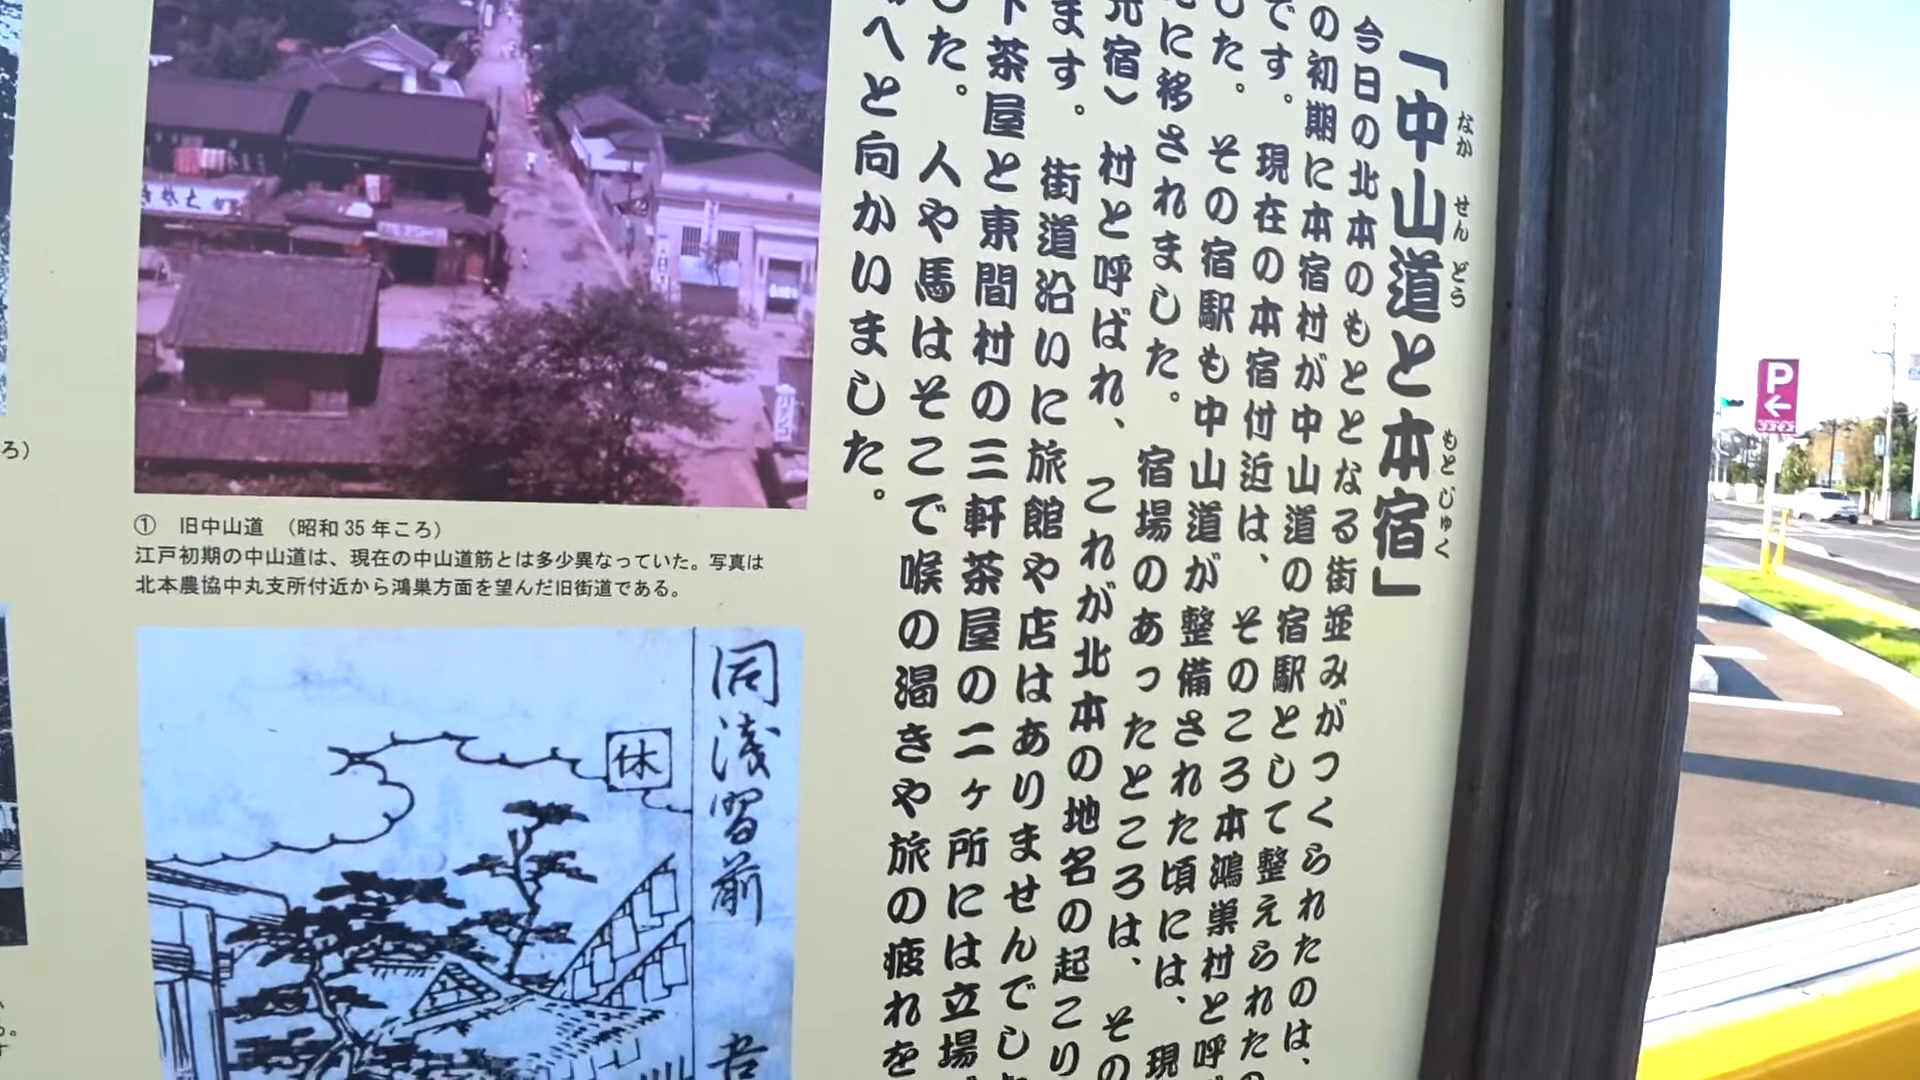 「中山道と本宿」
なか せん どう
もと じゅく
今日の北本のもととなる街並みがつくられたのは、
の初期に本宿村が中山道の宿駅として整えられたの
です。現在の本宿付近は、そのころ本鴻巣村と呼
した。その宿駅も中山道が整備された頃には、現
に移されました。宿場のあったところは、その
元宿）村と呼ばれ、これが北本の地名の起こり
ます。街道沿いに旅館や店はありませんでし
下茶屋と東間村の三軒茶屋の二ヶ所には立場
した。人や馬はそこで喉の渇きや旅の疲れを
へと向かいました。
① 旧中山道 （昭和 35 年ころ）
江戸初期の中山道は、現在の中山道筋とは多少異なっていた。写真は
北本農協中丸支所付近から鴻巣方面を望んだ旧街道である。
休
同浅習前
ろ）
P